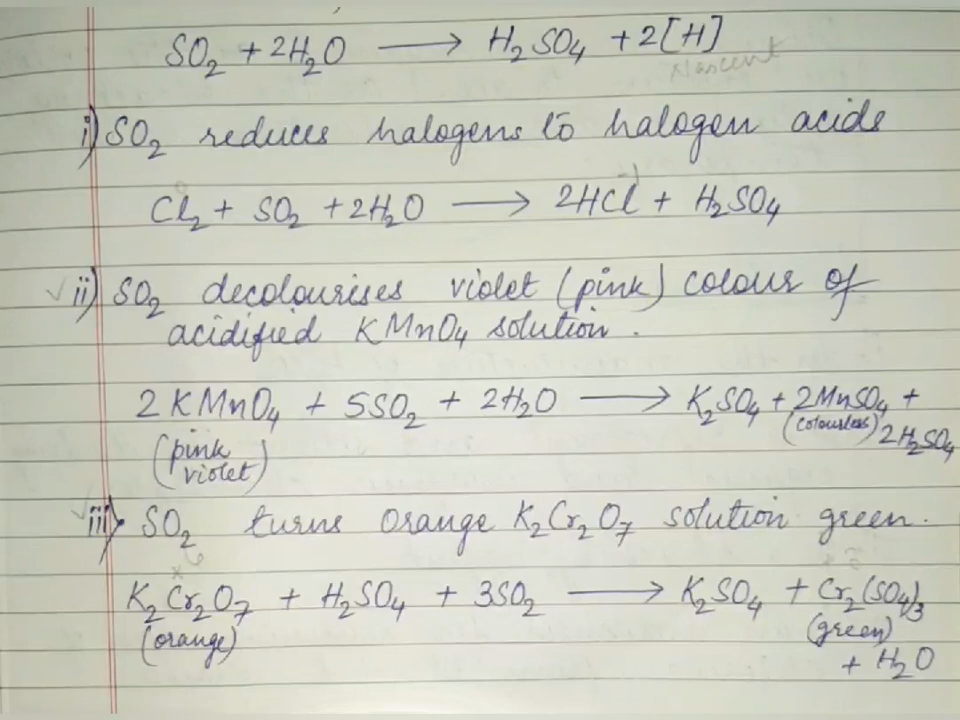 SO₂ + 2H₂O ⟶ H₂SO₄ + 2[H]
Nascent
i) SO₂ reduces halogens to halogen acids
0 -1
Cl₂ + SO₂ + 2H₂O ⟶ 2HCl + H₂SO₄
✓ii) SO₂ decolourises violet (pink) colour of
acidified KMnO₄ solution.
2KMnO₄ + 5SO₂ + 2H₂O ⟶ K₂SO₄ + 2MnSO₄ +
(pink violet) (colourless) 2H₂SO₄
✓iii) SO₂ turns orange K₂Cr₂O₇ solution green.
K₂Cr₂O₇ + H₂SO₄ + 3SO₂ ⟶ K₂SO₄ + Cr₂(SO₄)₃
(orange) (green)
+ H₂O